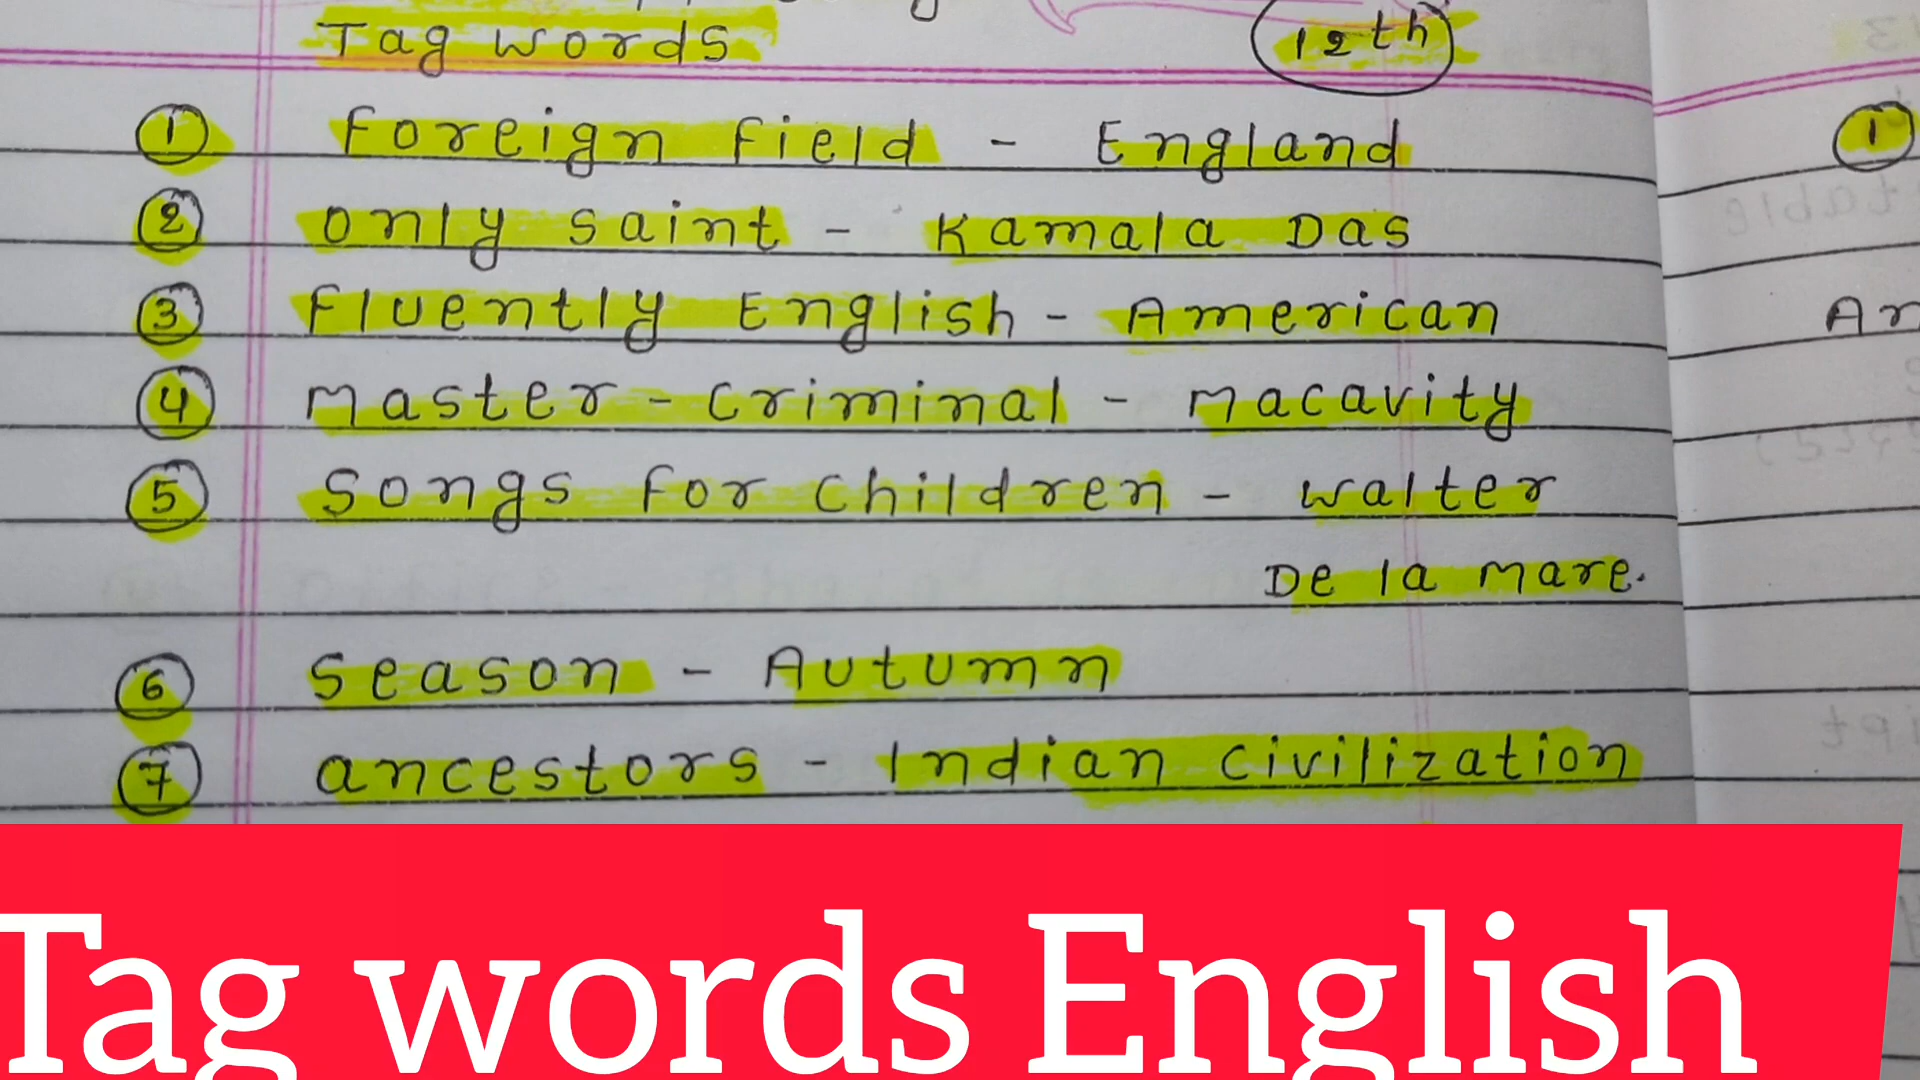 Tag words
12th
1 Foreign Field - England
2 only saint - Kamala Das
3 Fluently English - American
4 Master - criminal - Macavity
5 songs for children - walter
De la mare.
6 season - Autumn
7 ancestors - Indian civilization
1
Tag words English